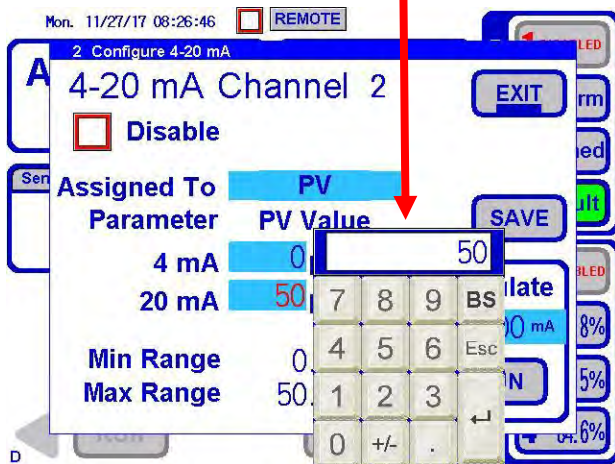 Mon. 11/27/17 08:26:46 REMOTE
2 Configure 4-20 mA
4-20 mA Channel 2
EXIT
Disable
Assigned To PV
Parameter PV Value
SAVE
4 mA 0
20 mA 50
50
7 8 9 BS
4 5 6 Esc
1 2 3
0 +/- .
Min Range 0.
Max Range 50.
mA
8%
5%
D